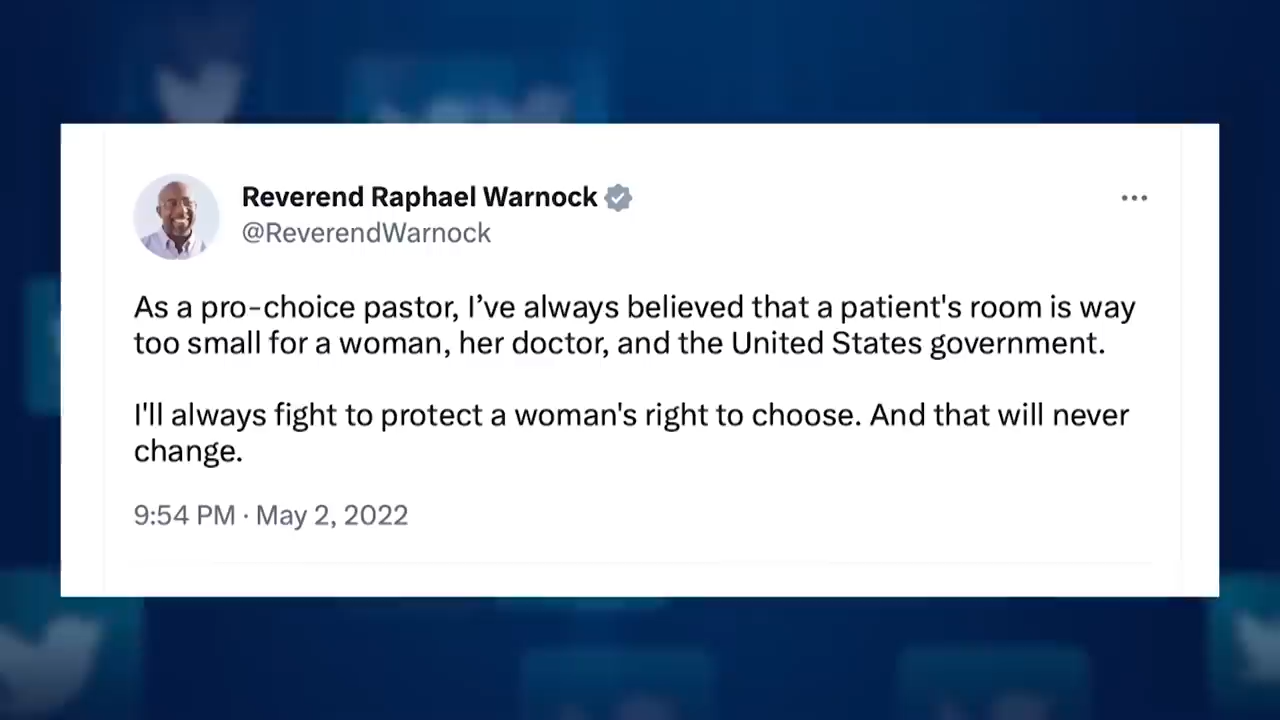 Reverend Raphael Warnock
@ReverendWarnock
As a pro-choice pastor, I’ve always believed that a patient's room is way
too small for a woman, her doctor, and the United States government.
I'll always fight to protect a woman's right to choose. And that will never
change.
9:54 PM · May 2, 2022